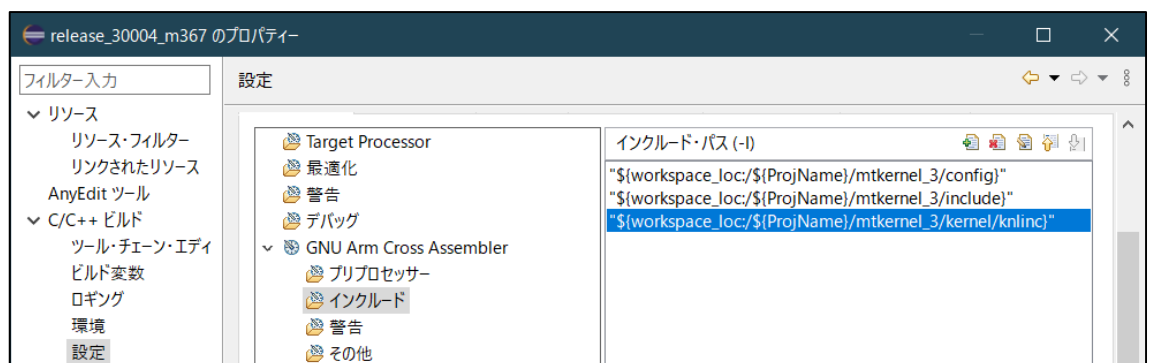 release_30004_m367 のプロパティー
フィルター入力
設定
リソース
リソース・フィルター
リンクされたリソース
AnyEdit ツール
C/C++ ビルド
ツール・チェーン・エディ
ビルド変数
ロギング
環境
設定
Target Processor
最適化
警告
デバッグ
GNU Arm Cross Assembler
プリプロセッサー
インクルード
警告
その他
インクルード・パス (-I)
"${workspace_loc:/${ProjName}/mtkernel_3/config}"
"${workspace_loc:/${ProjName}/mtkernel_3/include}"
"${workspace_loc:/${ProjName}/mtkernel_3/kernel/knlinc}"